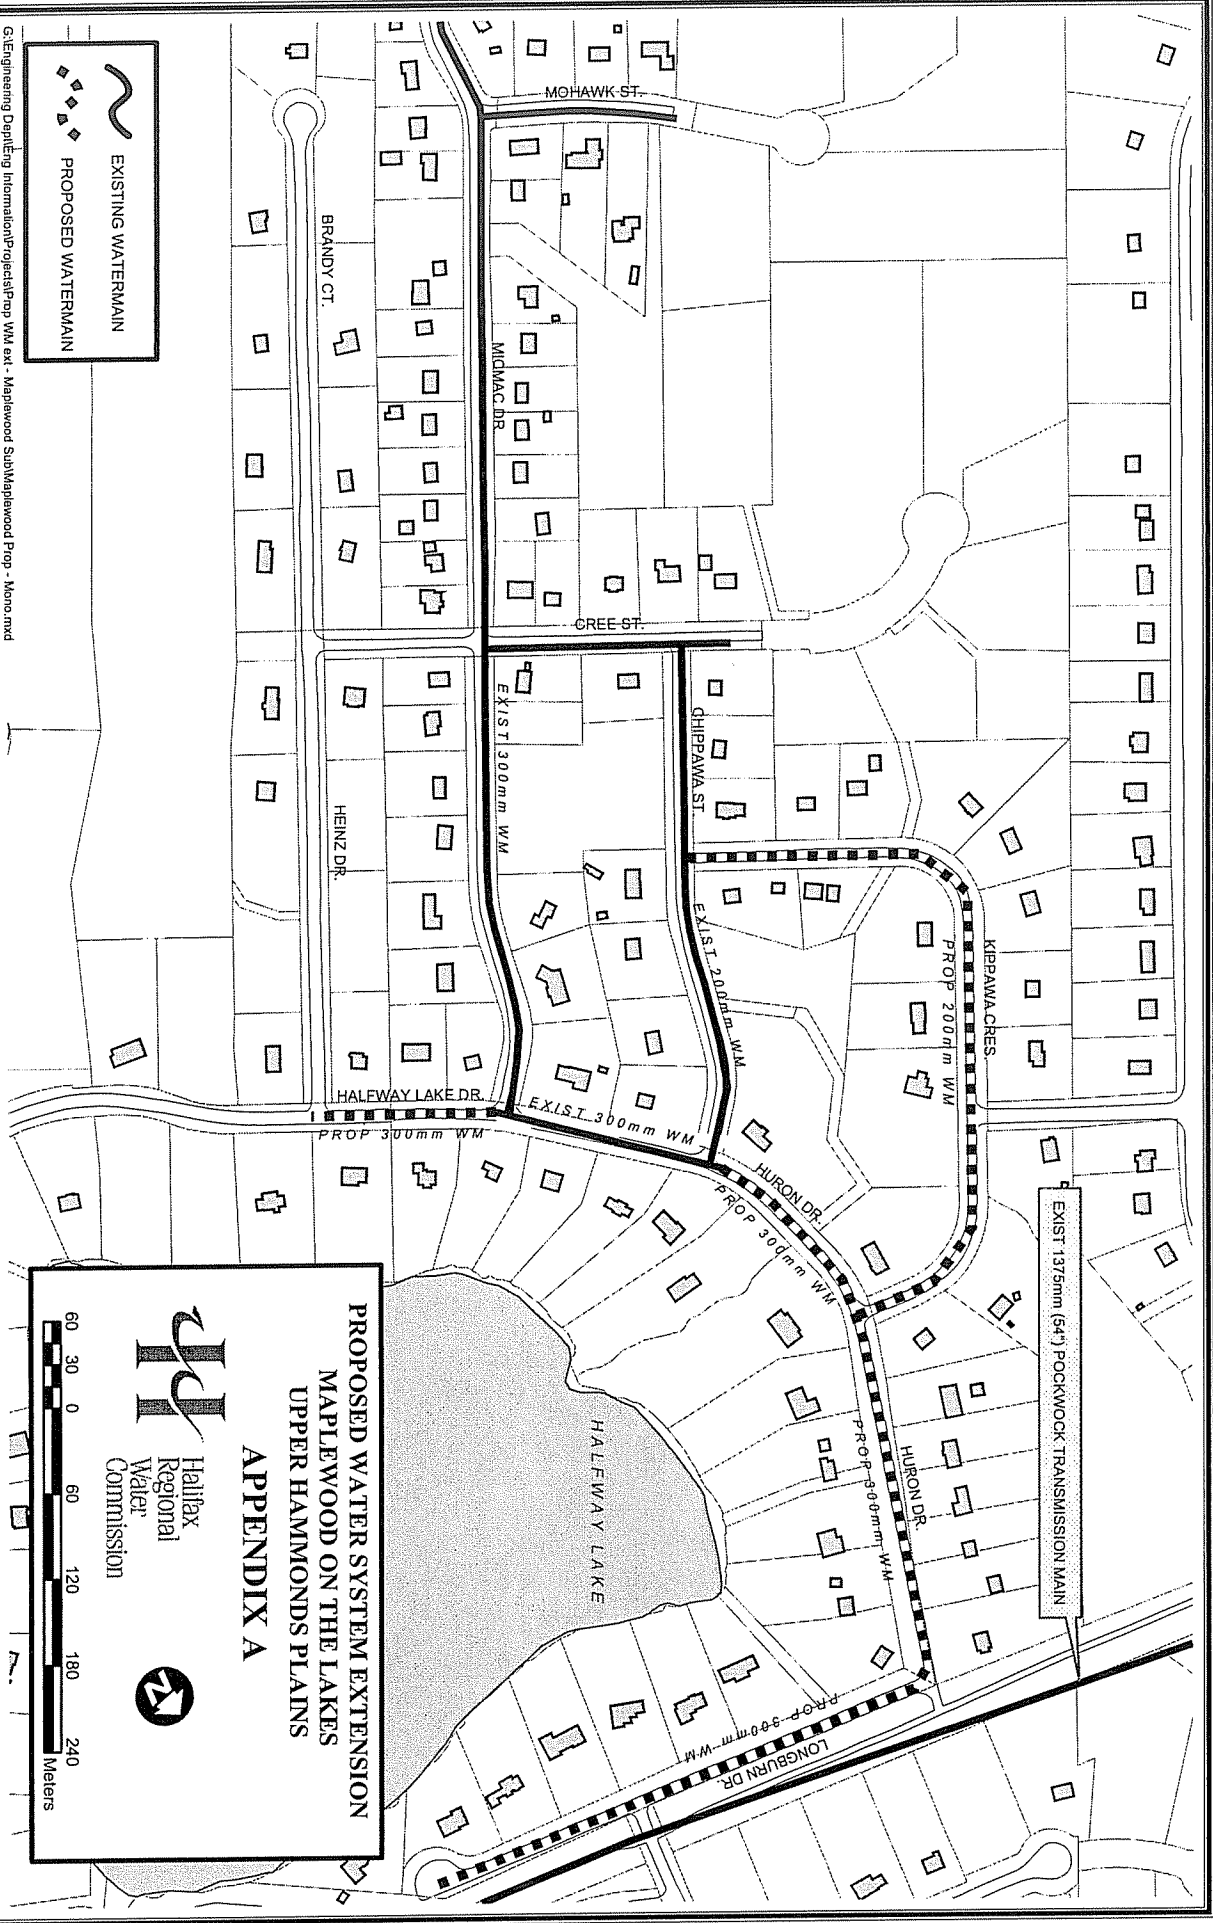 EXISTING WATERMAIN
PROPOSED WATERMAIN
MOHAWK ST.
BRANDY CT.
MICMAC DR
CREE ST.
CHIPPAWA ST.
EXIST 300mm WM
HEINZ DR.
EXIST 200mm WM
KIPPAWA CRES.
PROP 200mm WM
HALFWAY LAKE DR.
PROP 300mm WM
EXIST 300mm WM
HURON DR.
PROP 300mm WM
EXIST 1375mm (54") POCKWOCK TRANSMISSION MAIN
HURON DR.
PROP 300mm WM
HALFWAY LAKE
PROP 300mm WM
LONGBURN DR.
PROPOSED WATER SYSTEM EXTENSION
MAPLEWOOD ON THE LAKES
UPPER HAMMONDS PLAINS
APPENDIX A
Halifax
Regional
Water
Commission
N
60 30 0 60 120 180 240
Meters
G:\Engineering Dept\Eng Information\Projects\Prop WM ext - Maplewood Sub\Maplewood Prop - Mono.mxd